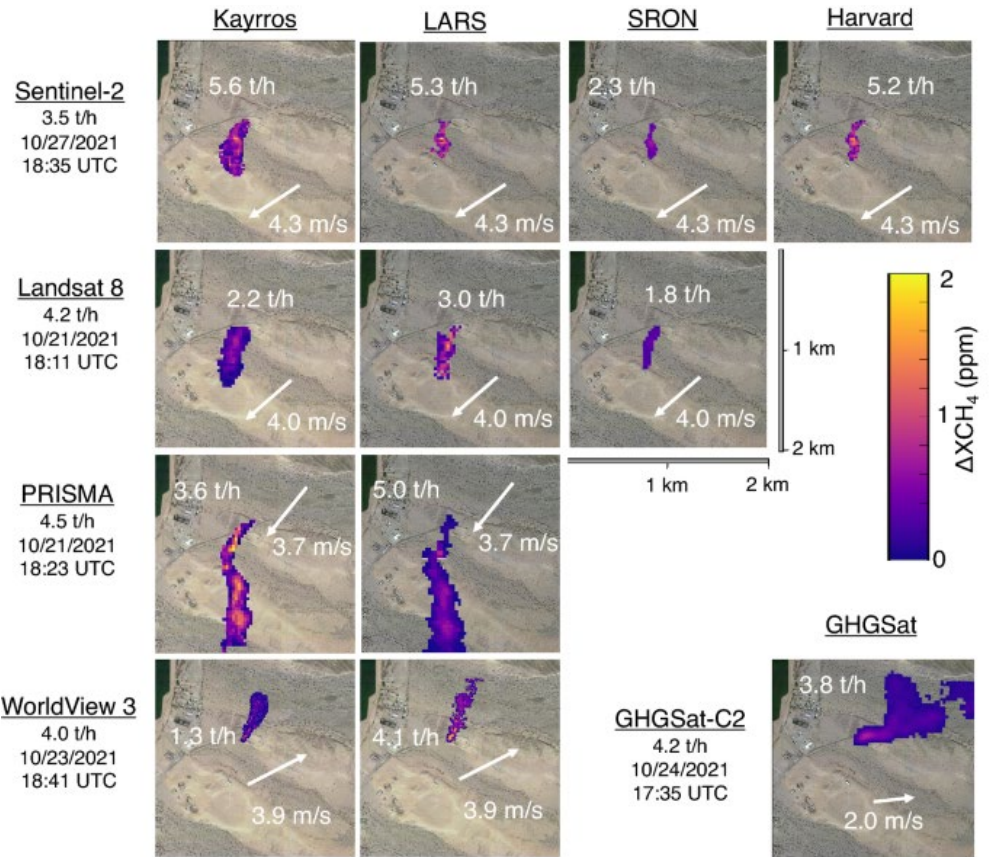 Kayrros
LARS
SRON
Harvard
Sentinel-2
3.5 t/h
10/27/2021
18:35 UTC
5.6 t/h
4.3 m/s
5.3 t/h
4.3 m/s
2.3 t/h
4.3 m/s
5.2 t/h
4.3 m/s
Landsat 8
4.2 t/h
10/21/2021
18:11 UTC
2.2 t/h
4.0 m/s
3.0 t/h
4.0 m/s
1.8 t/h
4.0 m/s
1 km
2 km
1 km
2 km
2
1
0
ΔXCH₄ (ppm)
PRISMA
4.5 t/h
10/21/2021
18:23 UTC
3.6 t/h
3.7 m/s
5.0 t/h
3.7 m/s
WorldView 3
4.0 t/h
10/23/2021
18:41 UTC
1.3 t/h
3.9 m/s
4.1 t/h
3.9 m/s
GHGSat
GHGSat-C2
4.2 t/h
10/24/2021
17:35 UTC
3.8 t/h
2.0 m/s